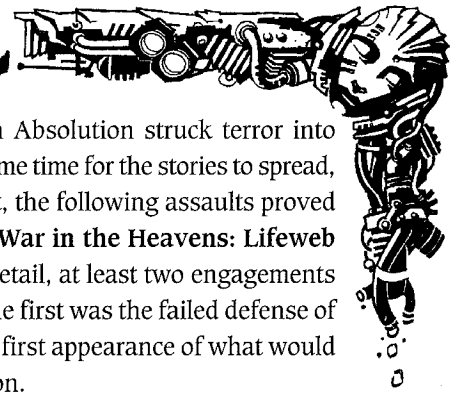 Absolution struck terror into
me time for the stories to spread,
, the following assaults proved
War in the Heavens: Lifeweb
etail, at least two engagements
e first was the failed defense of
first appearance of what would
on.